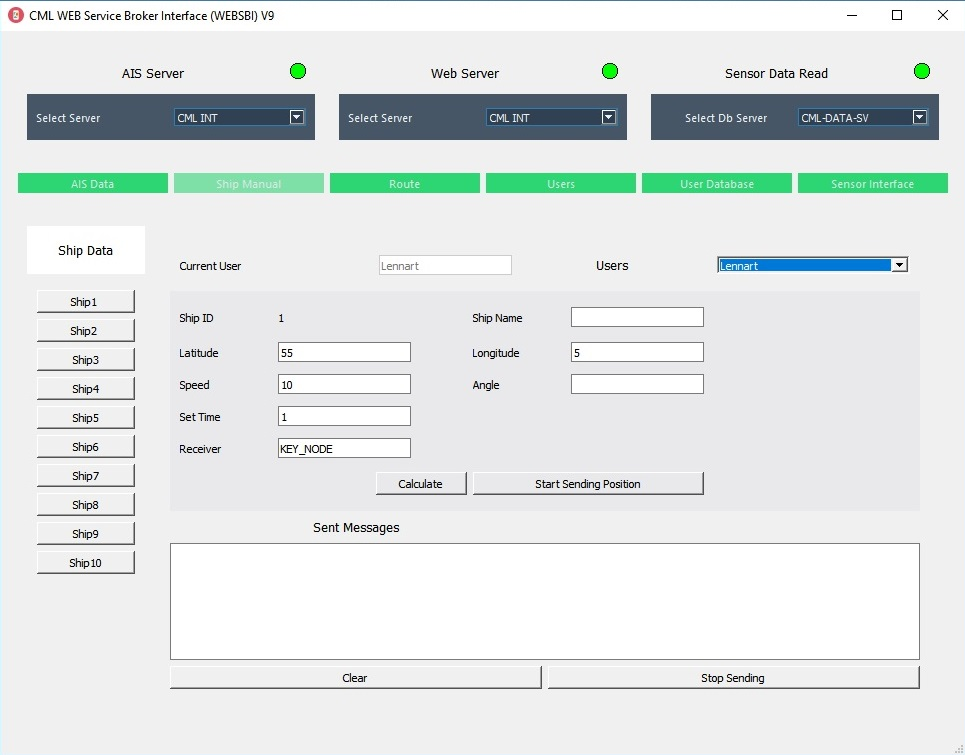 CML WEB Service Broker Interface (WEBSBI) V9
AIS Server
Web Server
Sensor Data Read
Select Server
CML INT
Select Server
CML INT
Select Db Server
CML-DATA-SV
AIS Data
Ship Manual
Route
Users
User Database
Sensor Interface
Ship Data
Ship1
Ship2
Ship3
Ship4
Ship5
Ship6
Ship7
Ship8
Ship9
Ship10
Current User
Lennart
Users
Lennart
Ship ID
1
Ship Name
Latitude
55
Longitude
5
Speed
10
Angle
Set Time
1
Receiver
KEY_NODE
Calculate
Start Sending Position
Sent Messages
Clear
Stop Sending